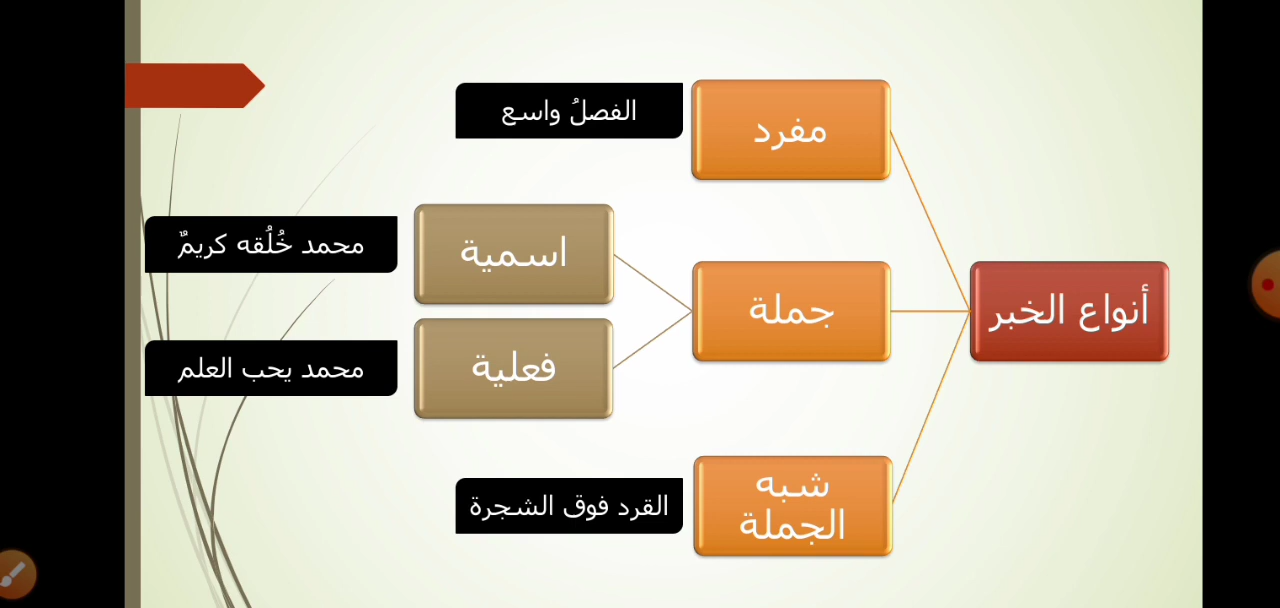 أنواع الخبر
مفرد
الفصلُ واسع
جملة
اسمية
محمد خُلُقه كريمٌ
فعلية
محمد يحب العلم
شبه
الجملة
القرد فوق الشجرة